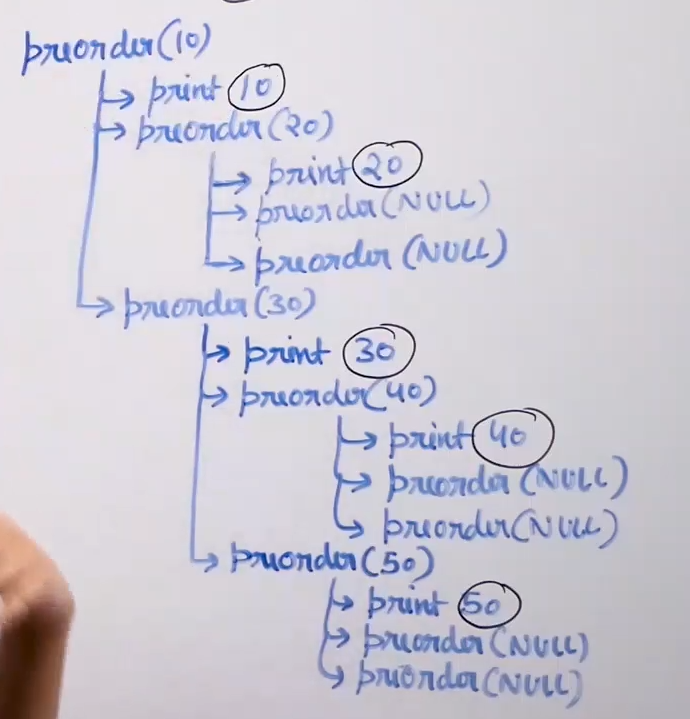 preorder(10)
print 10
preorder(20)
print 20
preorder(NULL)
preorder(NULL)
preorder(30)
print 30
preorder(40)
print 40
preorder(NULL)
preorder(NULL)
preorder(50)
print 50
preorder(NULL)
preorder(NULL)